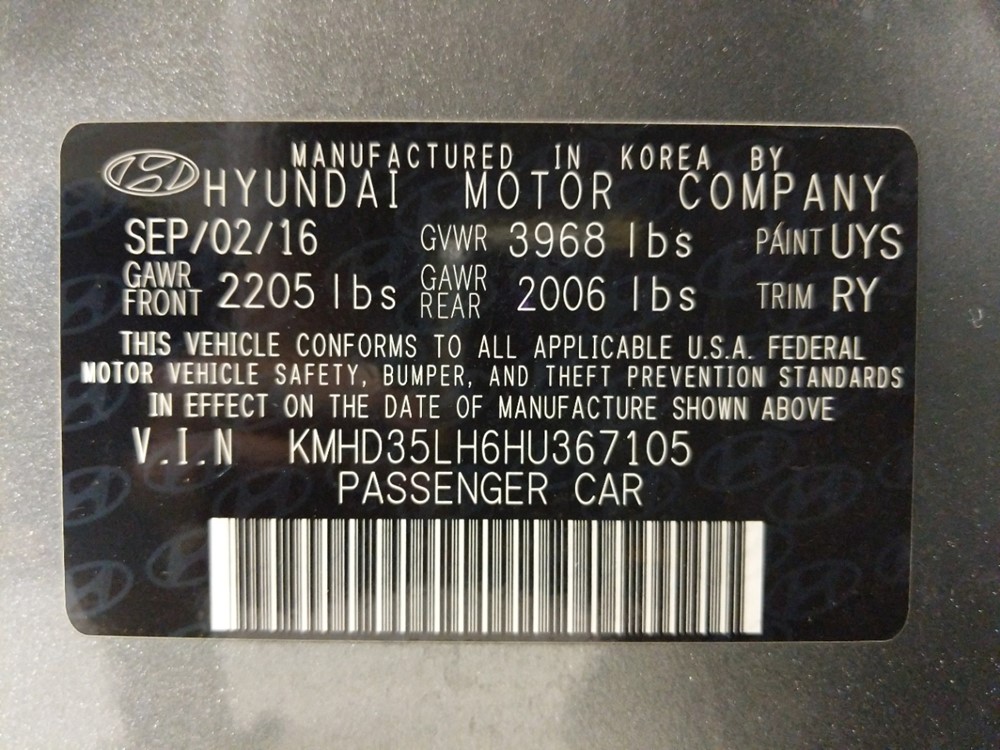 MANUFACTURED IN KOREA BY
HYUNDAI MOTOR COMPANY
SEP/02/16 GVWR 3968 lbs PAINT UYS
GAWR FRONT 2205 lbs GAWR REAR 2006 lbs TRIM RY
THIS VEHICLE CONFORMS TO ALL APPLICABLE U.S.A. FEDERAL
MOTOR VEHICLE SAFETY, BUMPER, AND THEFT PREVENTION STANDARDS
IN EFFECT ON THE DATE OF MANUFACTURE SHOWN ABOVE
V.I.N KMHD35LH6HU367105
PASSENGER CAR